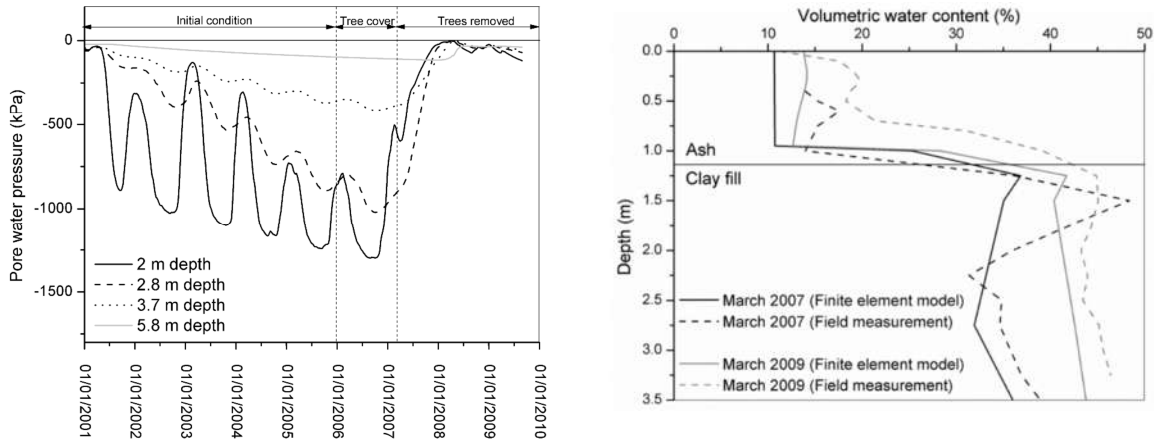 Initial condition
Tree cover
Trees removed
0
-500
-1000
-1500
Pore water pressure (kPa)
2 m depth
2.8 m depth
3.7 m depth
5.8 m depth
01/01/2001
01/01/2002
01/01/2003
01/01/2004
01/01/2005
01/01/2006
01/01/2007
01/01/2008
01/01/2009
01/01/2010
Volumetric water content (%)
0 10 20 30 40 50
0.0
0.5
1.0
1.5
2.0
2.5
3.0
3.5
Depth (m)
Ash
Clay fill
March 2007 (Finite element model)
March 2007 (Field measurement)
March 2009 (Finite element model)
March 2009 (Field measurement)